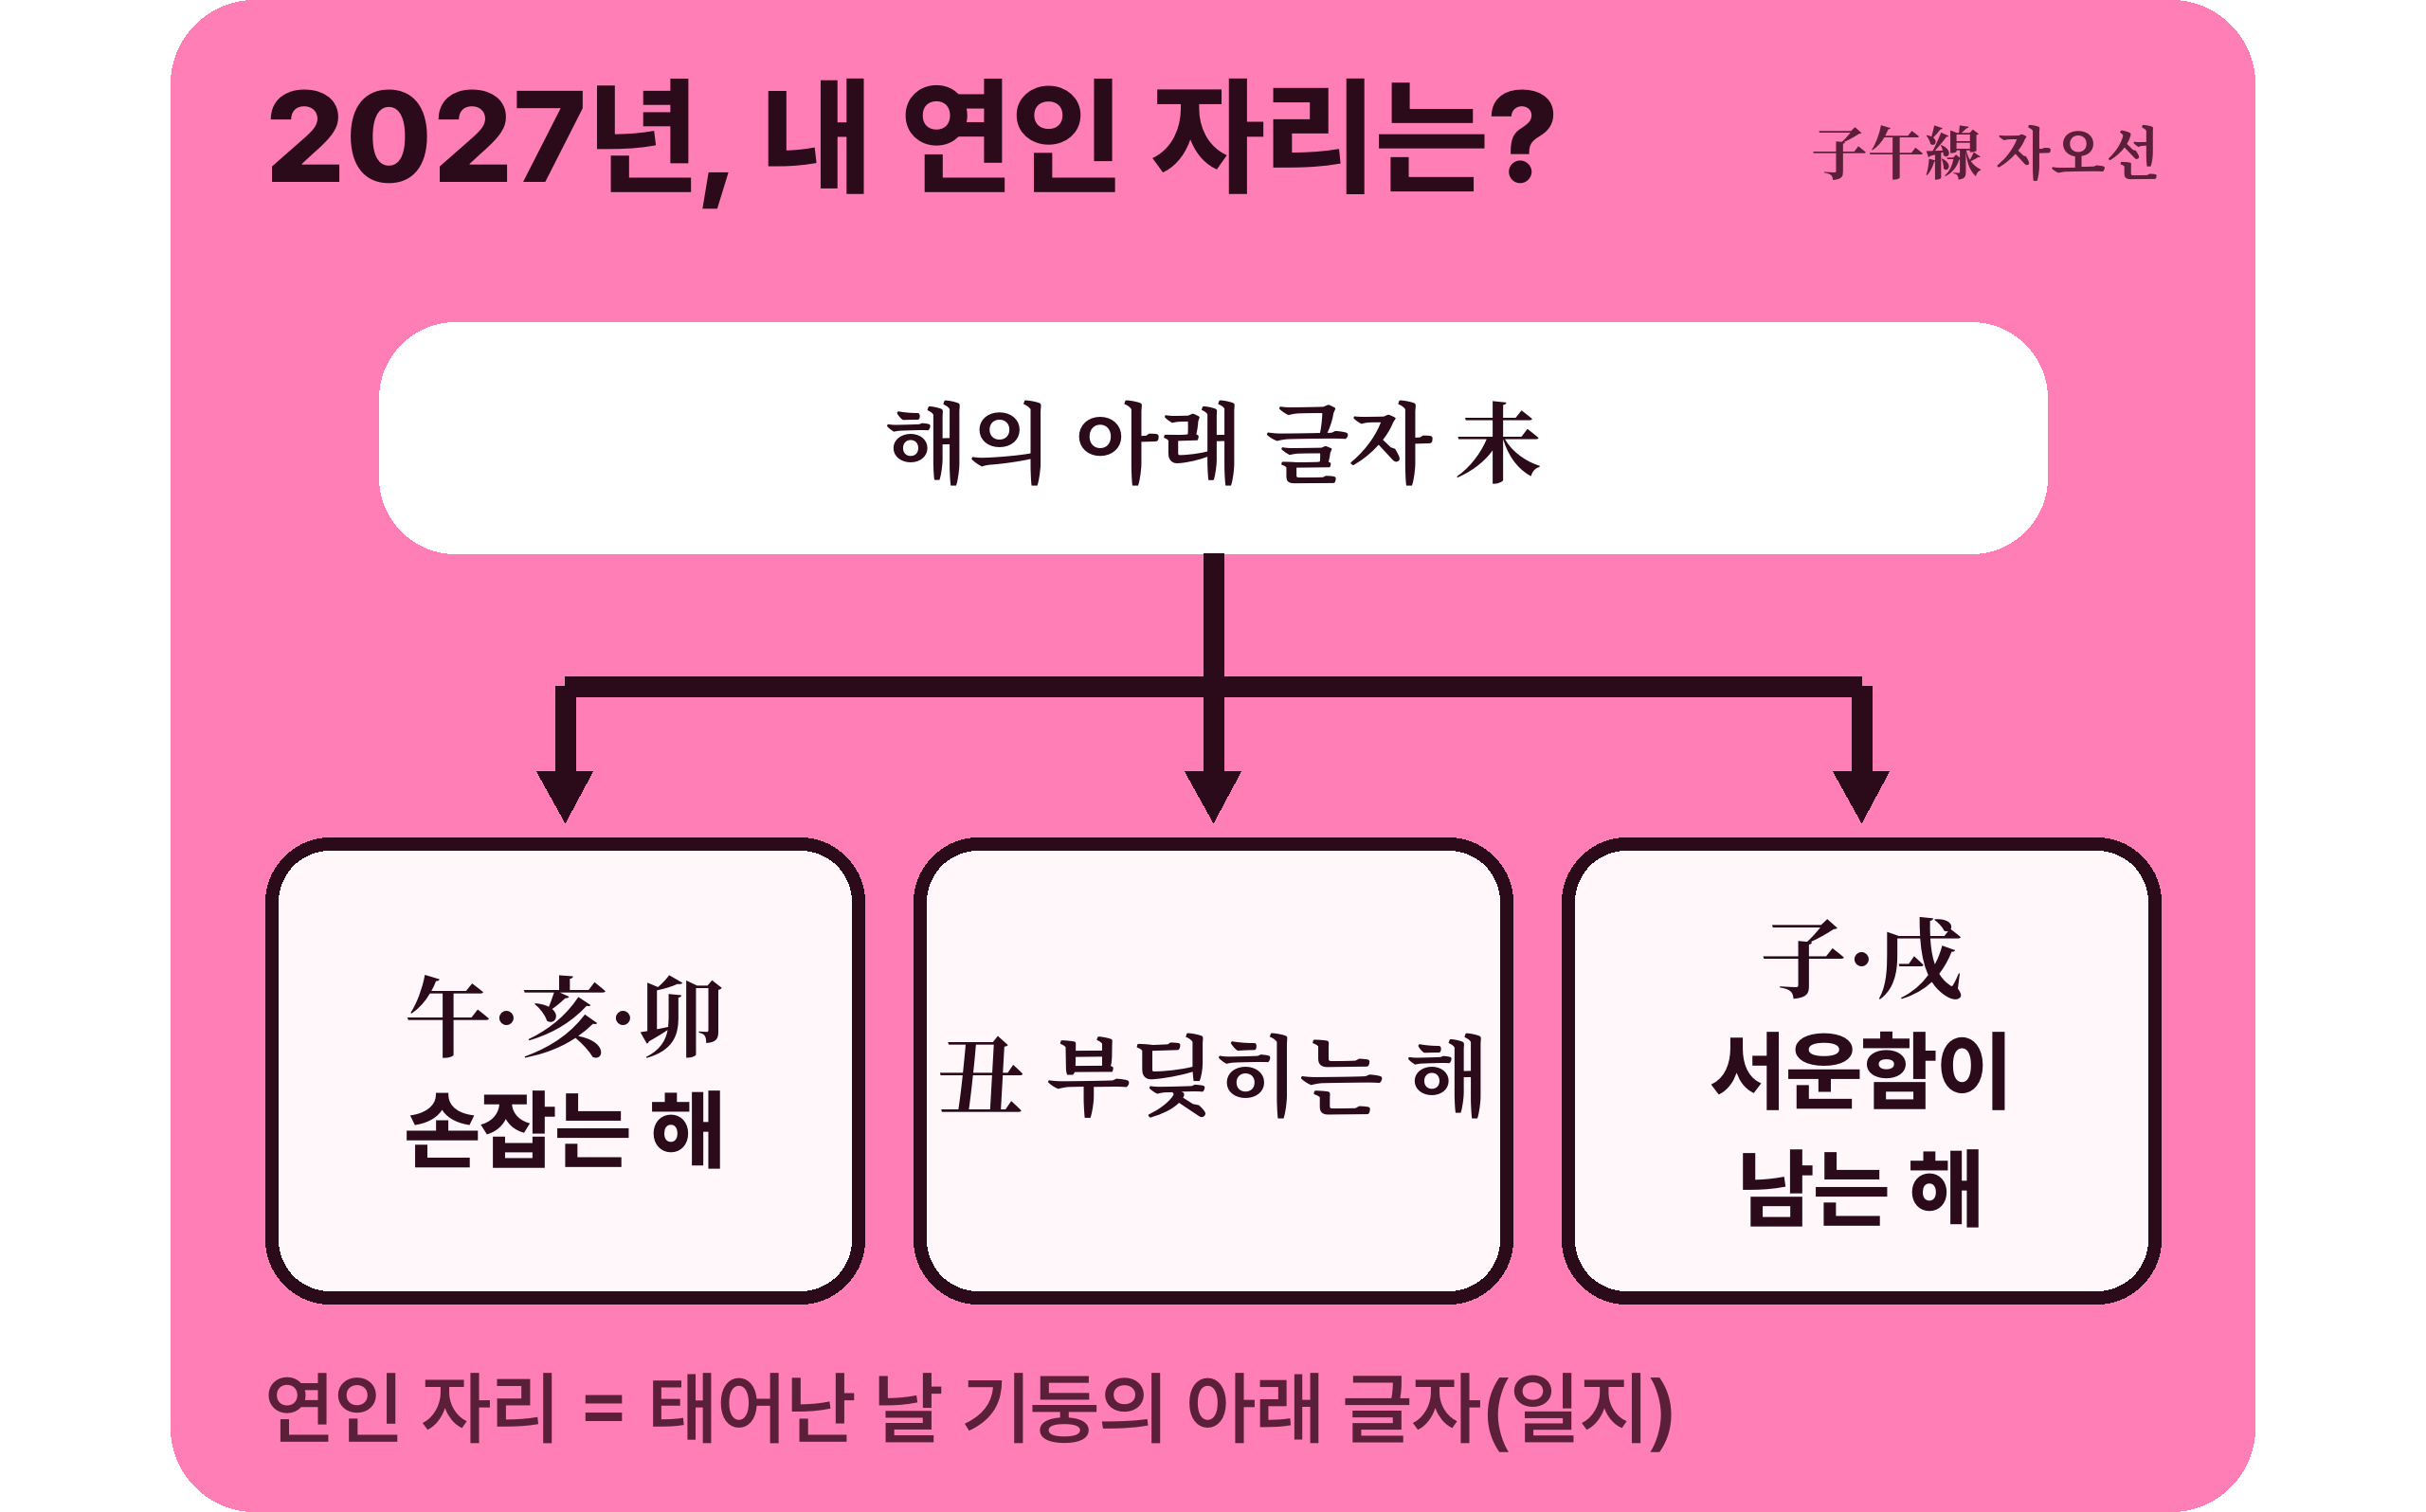 2027년, 내 연인 자리는?
子午線 자오선
해의 아래 글자 未
午·亥·卯
손잡는 해
丑 부딪히는 해
子·戌
서운함이
남는 해
연인 자리 = 태어난 날 기둥의 아래 글자(일지)